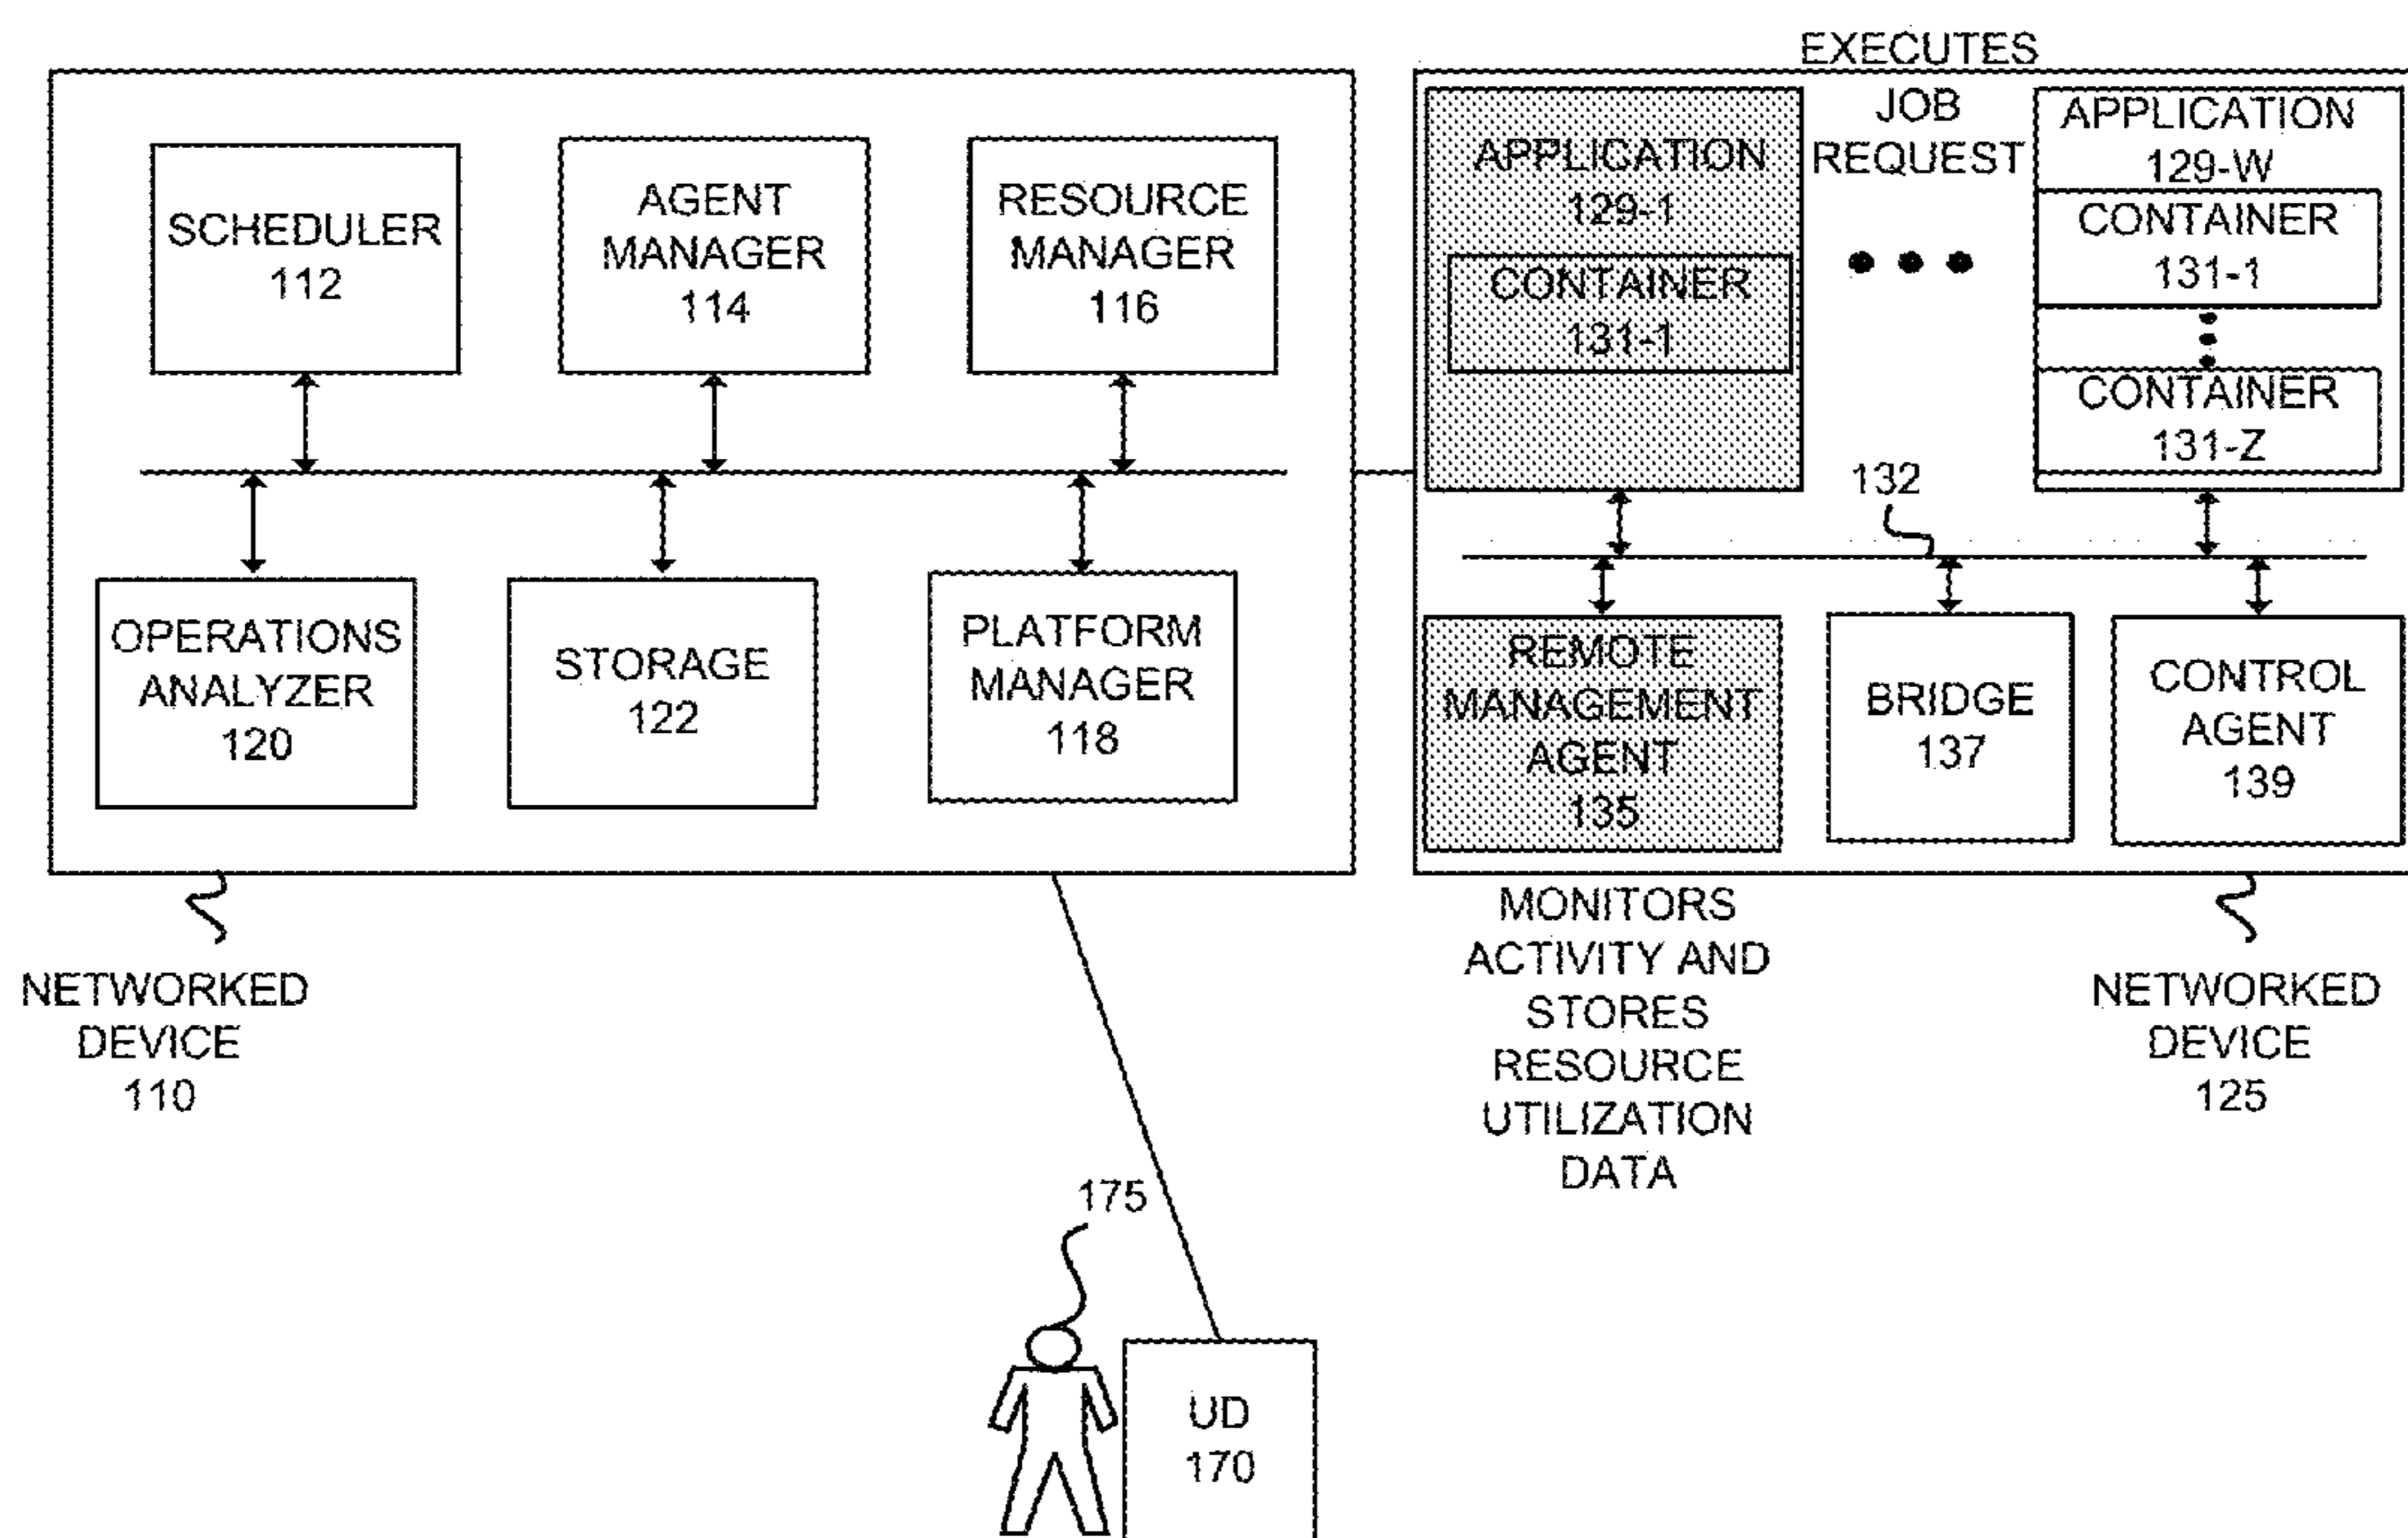 EXECUTES
JOB
REQUEST
SCHEDULER
112
AGENT
MANAGER
114
RESOURCE
MANAGER
116
APPLICATION
129-1
CONTAINER
131-1
APPLICATION
129-W
CONTAINER
131-1
CONTAINER
131-Z
132
OPERATIONS
ANALYZER
120
STORAGE
122
PLATFORM
MANAGER
118
REMOTE
MANAGEMENT
AGENT
135
BRIDGE
137
CONTROL
AGENT
139
NETWORKED
DEVICE
110
MONITORS
ACTIVITY AND
STORES
RESOURCE
UTILIZATION
DATA
NETWORKED
DEVICE
125
175
UD
170